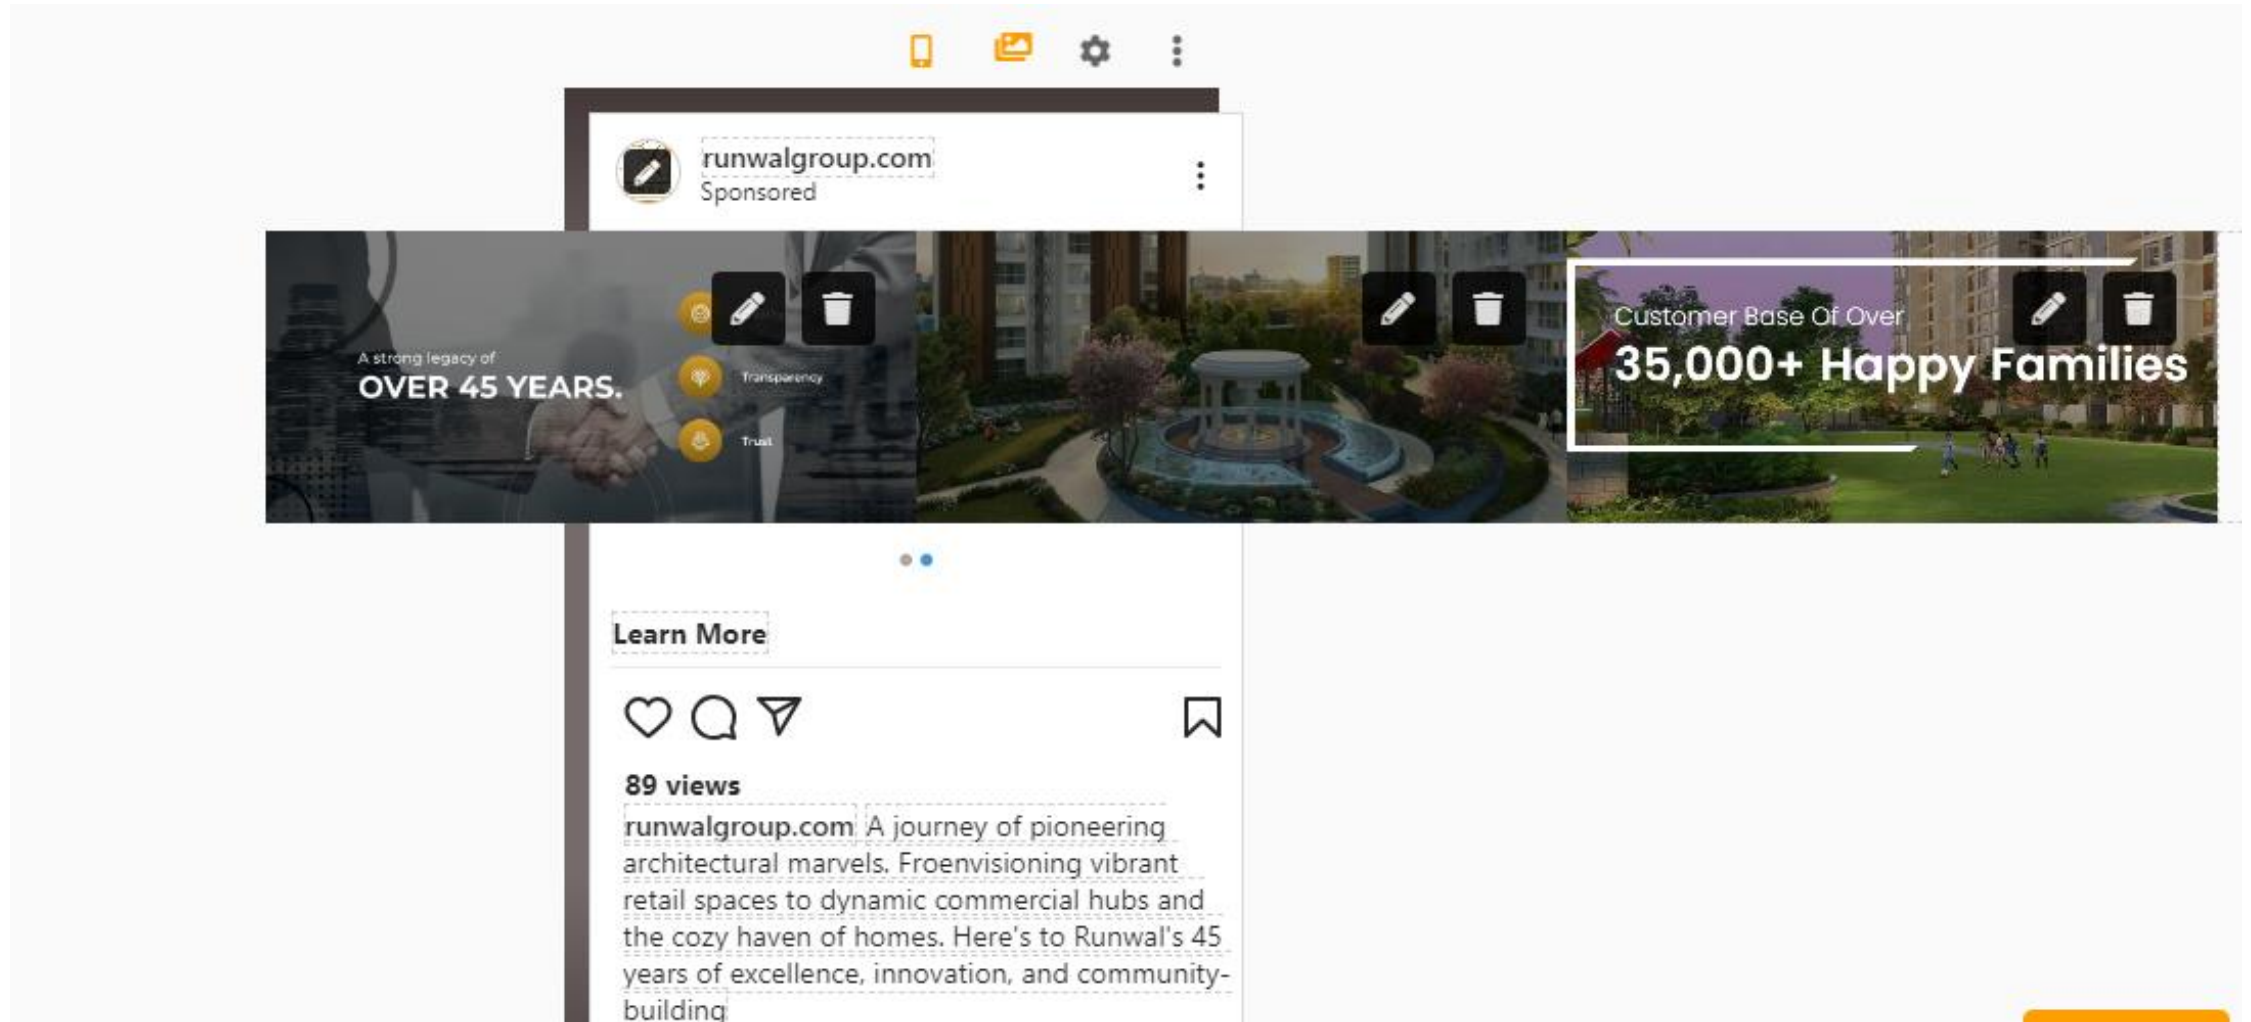 runwalgroup.com
Sponsored
A strong legacy of
OVER 45 YEARS.
Transparency
Trust
Customer Base Of Over
35,000+ Happy Families
Learn More
89 views
runwalgroup.com A journey of pioneering
architectural marvels. Froenvisioning vibrant
retail spaces to dynamic commercial hubs and
the cozy haven of homes. Here's to Runwal's 45
years of excellence, innovation, and community-
building